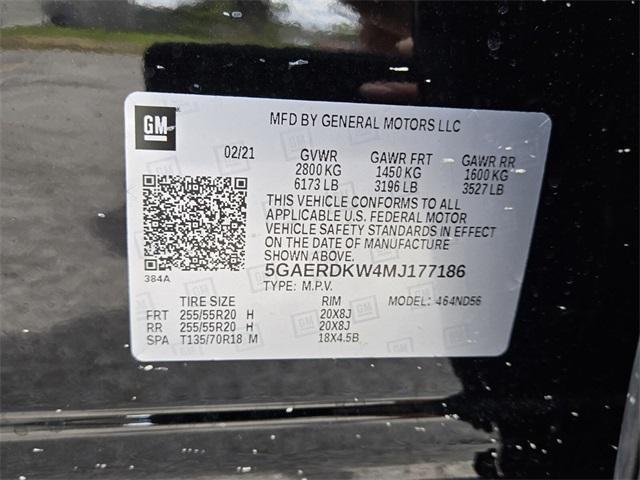 GM
MFD BY GENERAL MOTORS LLC
02/21 GVWR GAWR FRT GAWR RR
2800 KG 1450 KG 1600 KG
6173 LB 3196 LB 3527 LB
THIS VEHICLE CONFORMS TO ALL
APPLICABLE U.S. FEDERAL MOTOR
VEHICLE SAFETY STANDARDS IN EFFECT
ON THE DATE OF MANUFACTURE
SHOWN ABOVE.
384A
5GAERDKW4MJ177186
TYPE: M.P.V.
TIRE SIZE RIM MODEL: 464ND56
FRT 255/55R20 H 20X8J
RR 255/55R20 H 20X8J
SPA T135/70R18 M 18X4.5B